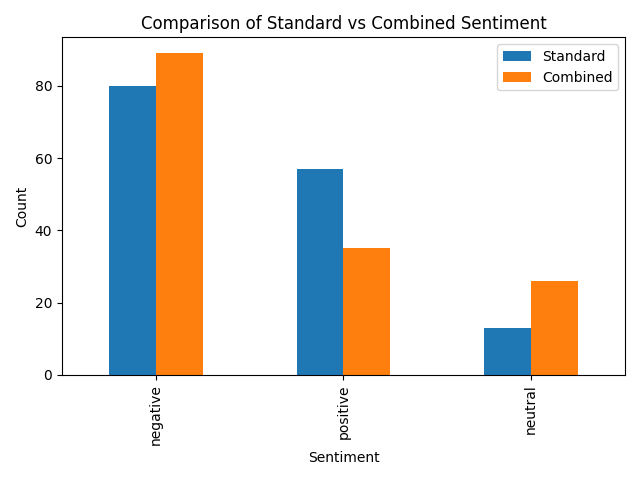 Comparison of Standard vs Combined Sentiment
Standard
Combined
80
60
40
20
0
Count
negative
positive
neutral
Sentiment